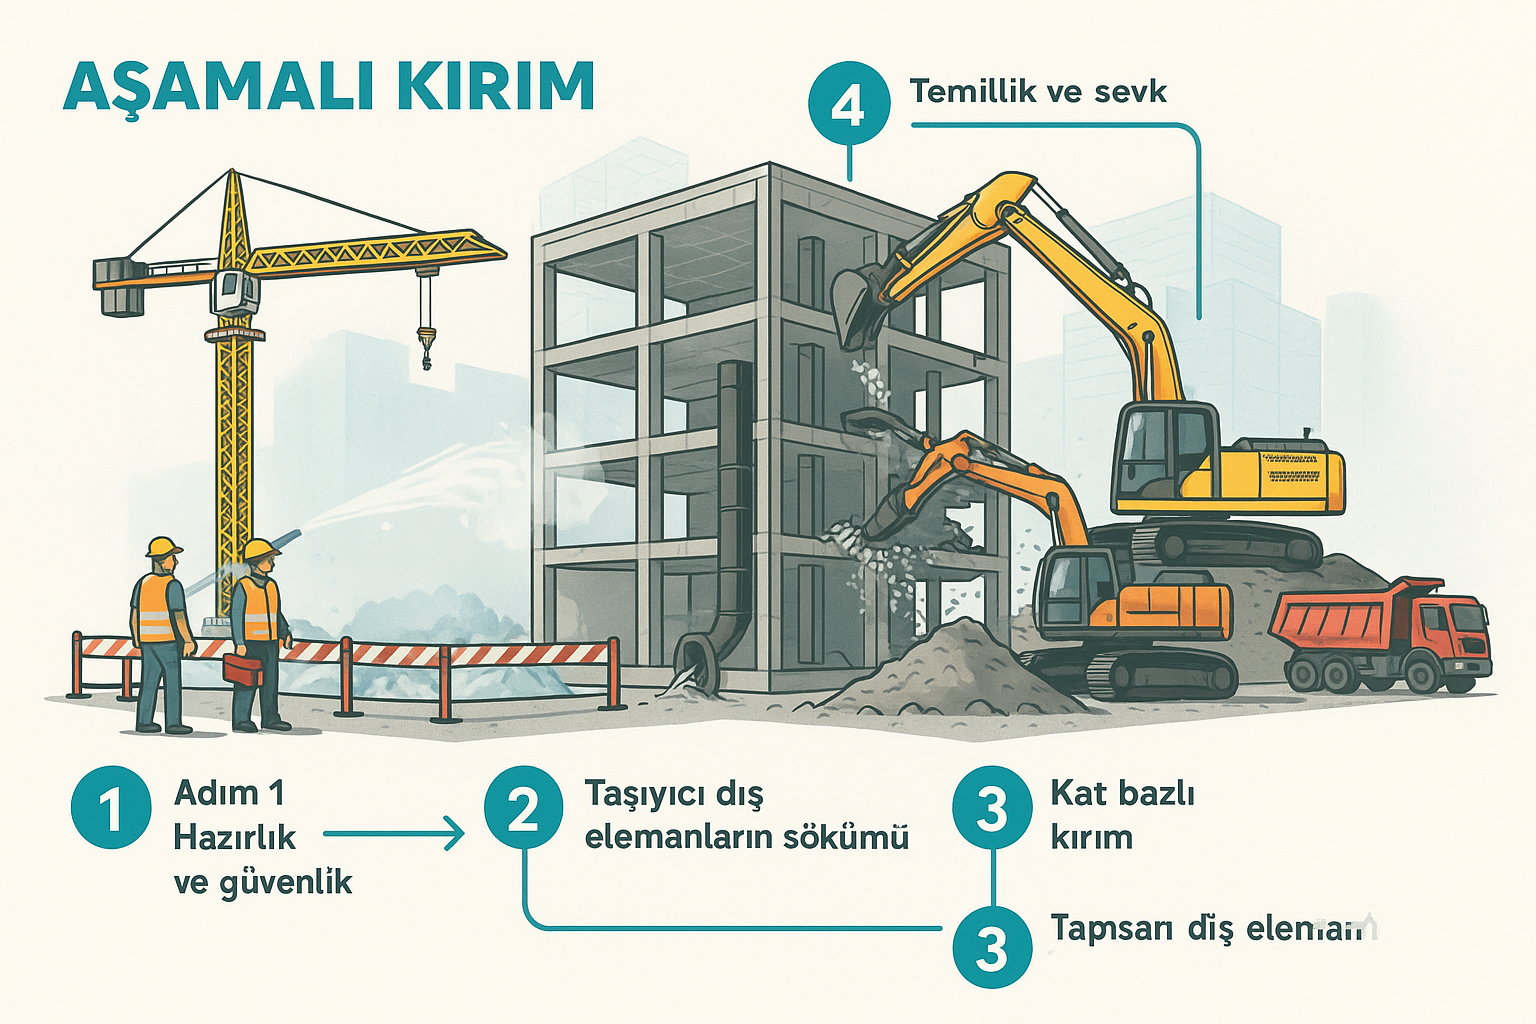 AŞAMALI KIRIM
4
Temillik ve sevk
1
Adım 1
Hazırlık
ve güvenlik
2
Taşıyıcı dış
elemanların sökümü
3
Kat bazlı
kırım
3
dış eleman